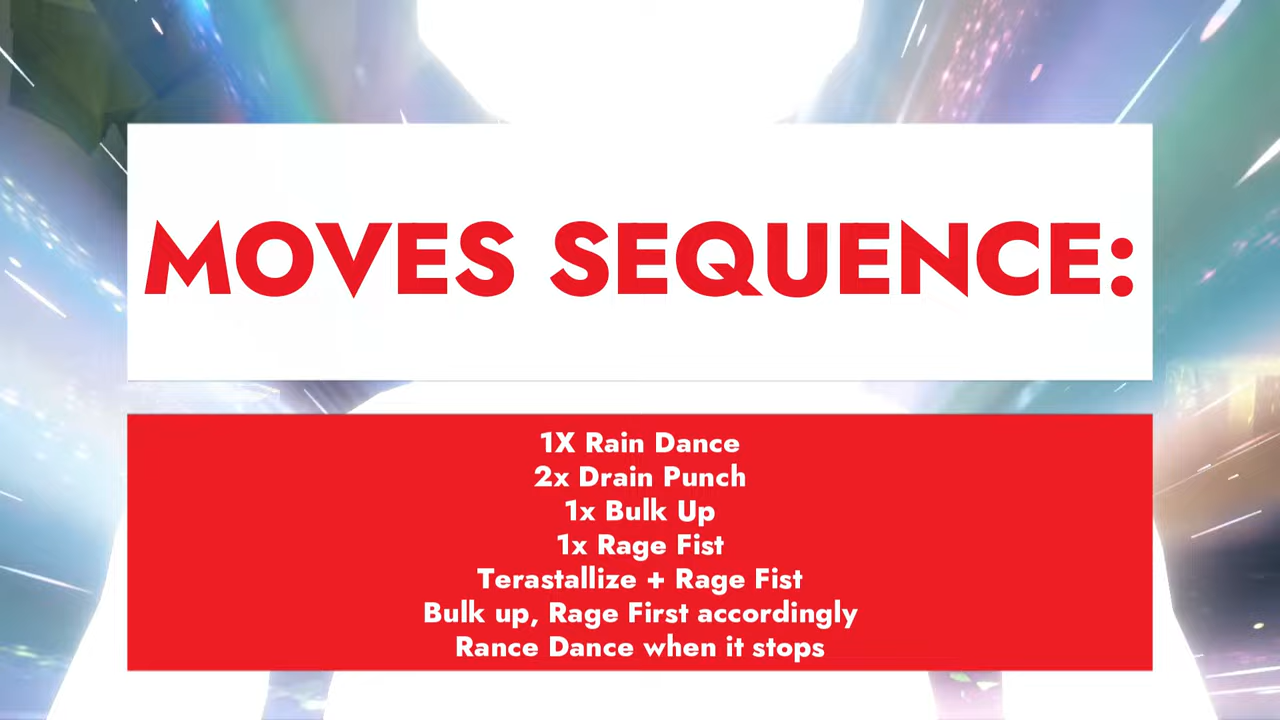 MOVES SEQUENCE:
1X Rain Dance
2x Drain Punch
1x Bulk Up
1x Rage Fist
Terastallize + Rage Fist
Bulk up, Rage First accordingly
Rance Dance when it stops